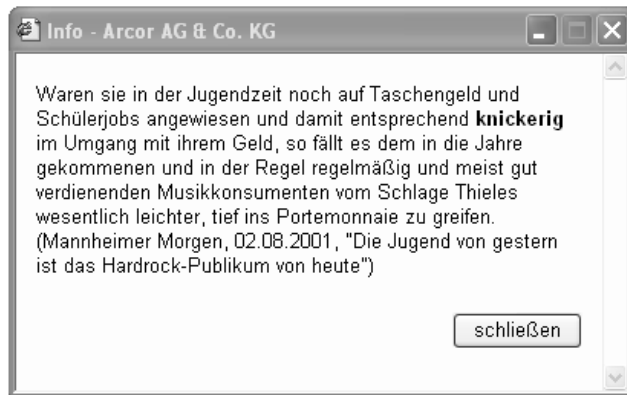 Info - Arcor AG & Co. KG
Waren sie in der Jugendzeit noch auf Taschengeld und
Schülerjobs angewiesen und damit entsprechend knickerig
im Umgang mit ihrem Geld, so fällt es dem in die Jahre
gekommenen und in der Regel regelmäßig und meist gut
verdienenden Musikkonsumenten vom Schlage Thieles
wesentlich leichter, tief ins Portemonnaie zu greifen.
(Mannheimer Morgen, 02.08.2001, "Die Jugend von gestern
ist das Hardrock-Publikum von heute")
schließen